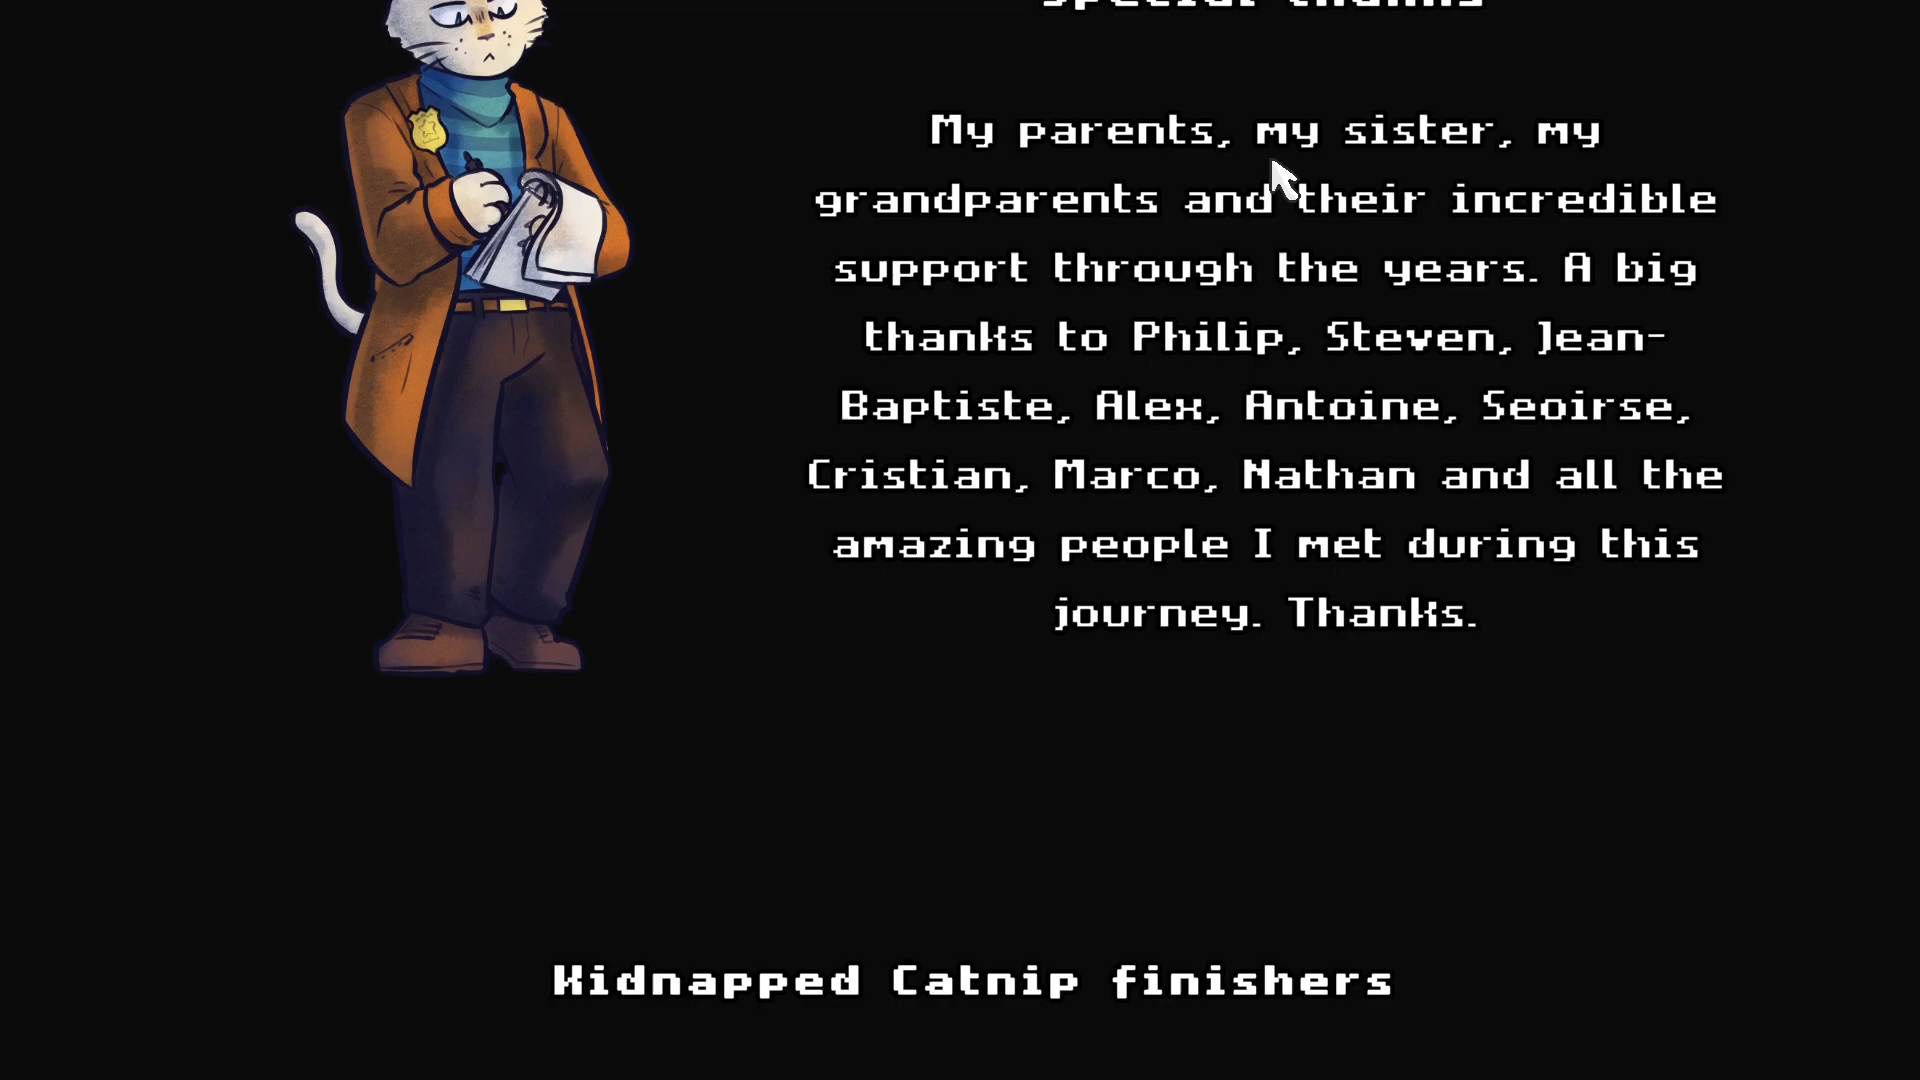 special thanks
My parents, my sister, my
grandparents and their incredible
support through the years. A big
thanks to Philip, Steven, Jean-
Baptiste, Alex, Antoine, Seoirse,
Cristian, Marco, Nathan and all the
amazing people I met during this
journey. Thanks.
Kidnapped Catnip finishers